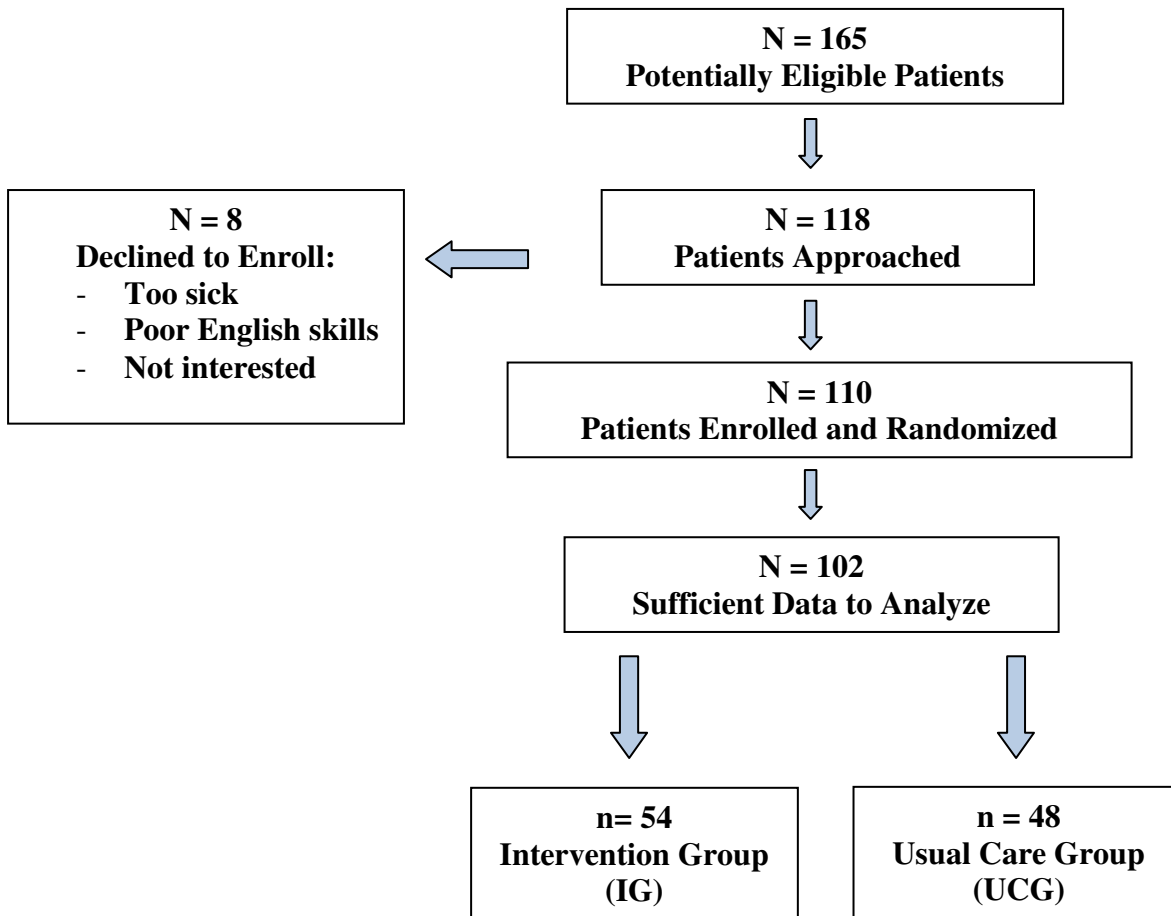 N = 165
Potentially Eligible Patients
N = 118
Patients Approached
N = 8
Declined to Enroll:
- Too sick
- Poor English skills
- Not interested
N = 110
Patients Enrolled and Randomized
N = 102
Sufficient Data to Analyze
n= 54
Intervention Group
(IG)
n = 48
Usual Care Group
(UCG)